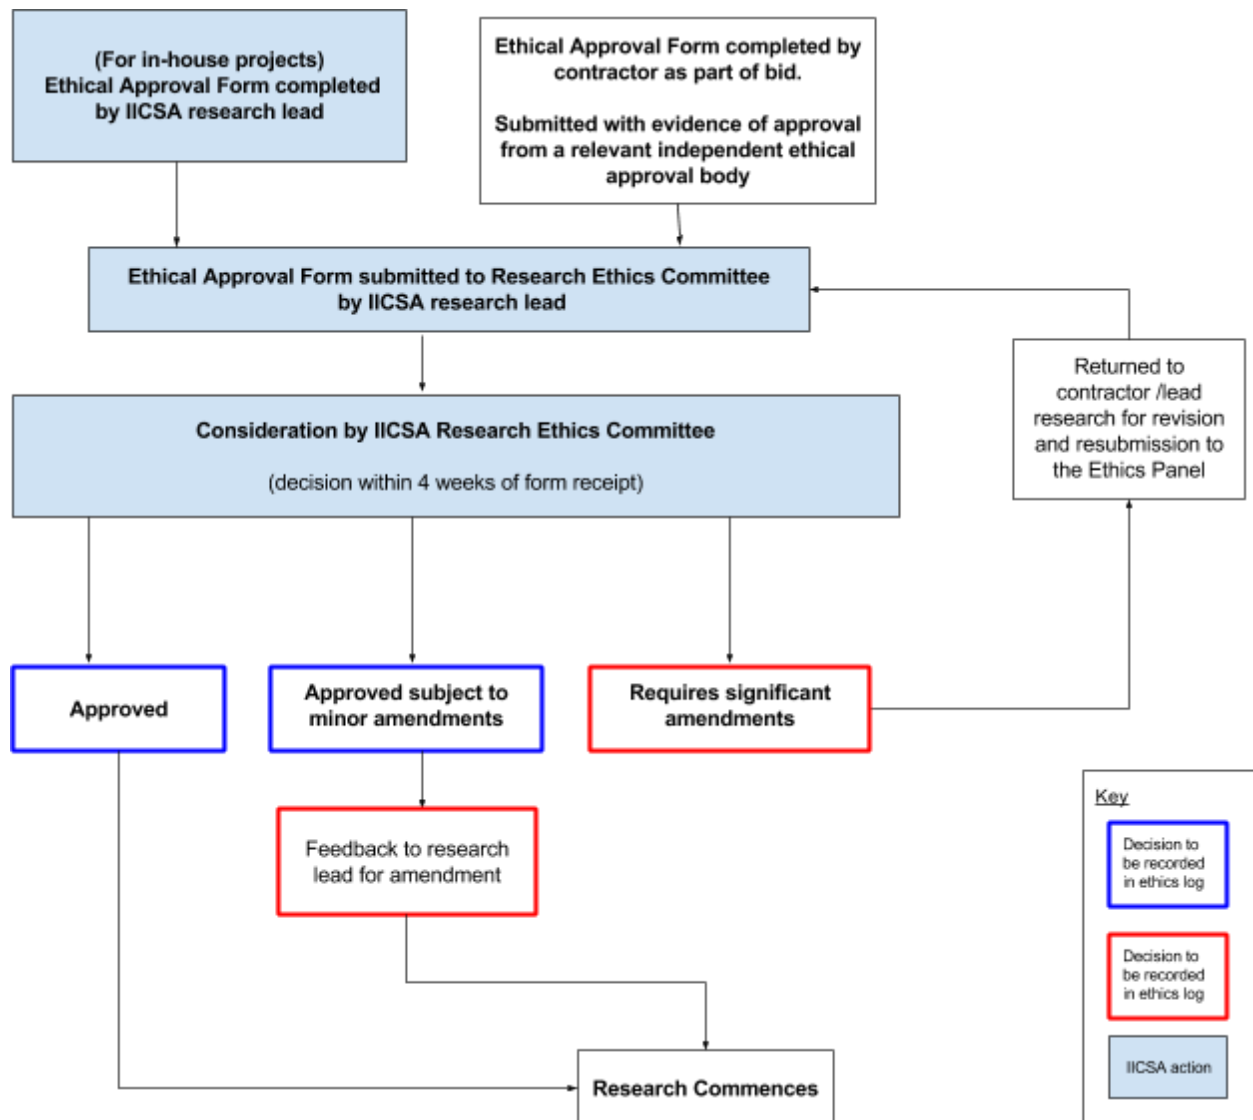 (For in-house projects)
Ethical Approval Form completed
by IICSA research lead
Ethical Approval Form completed by
contractor as part of bid.
Submitted with evidence of approval
from a relevant independent ethical
approval body
Ethical Approval Form submitted to Research Ethics Committee
by IICSA research lead
Returned to
contractor /lead
research for revision
and resubmission to
the Ethics Panel
Consideration by IICSA Research Ethics Committee
(decision within 4 weeks of form receipt)
Approved
Approved subject to
minor amendments
Requires significant
amendments
Feedback to research
lead for amendment
Research Commences
Key
Decision to
be recorded
in ethics log
Decision to
be recorded
in ethics log
IICSA action